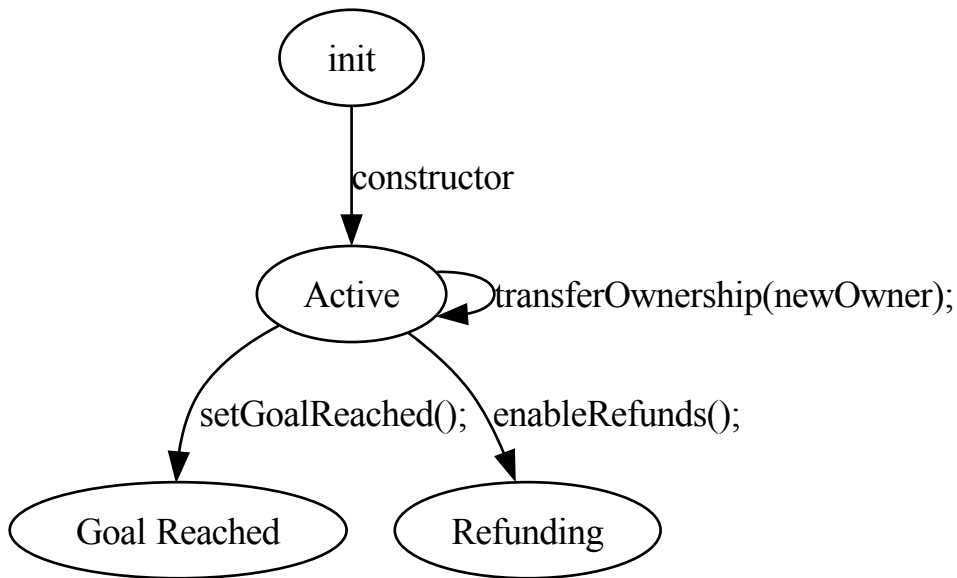 init
constructor
Active
transferOwnership(newOwner);
setGoalReached();
enableRefunds();
Goal Reached
Refunding